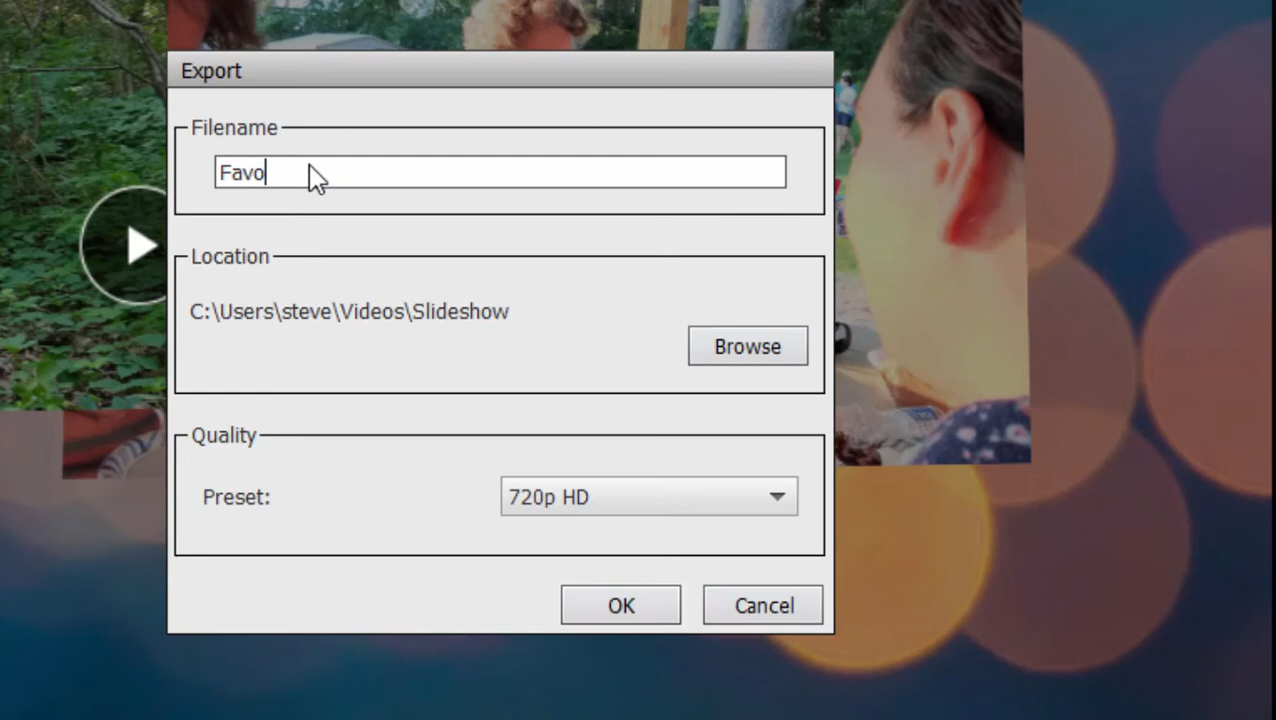 Export
Filename
Favo
Location
C:\Users\steve\Videos\Slideshow
Browse
Quality
Preset:
720p HD
OK
Cancel